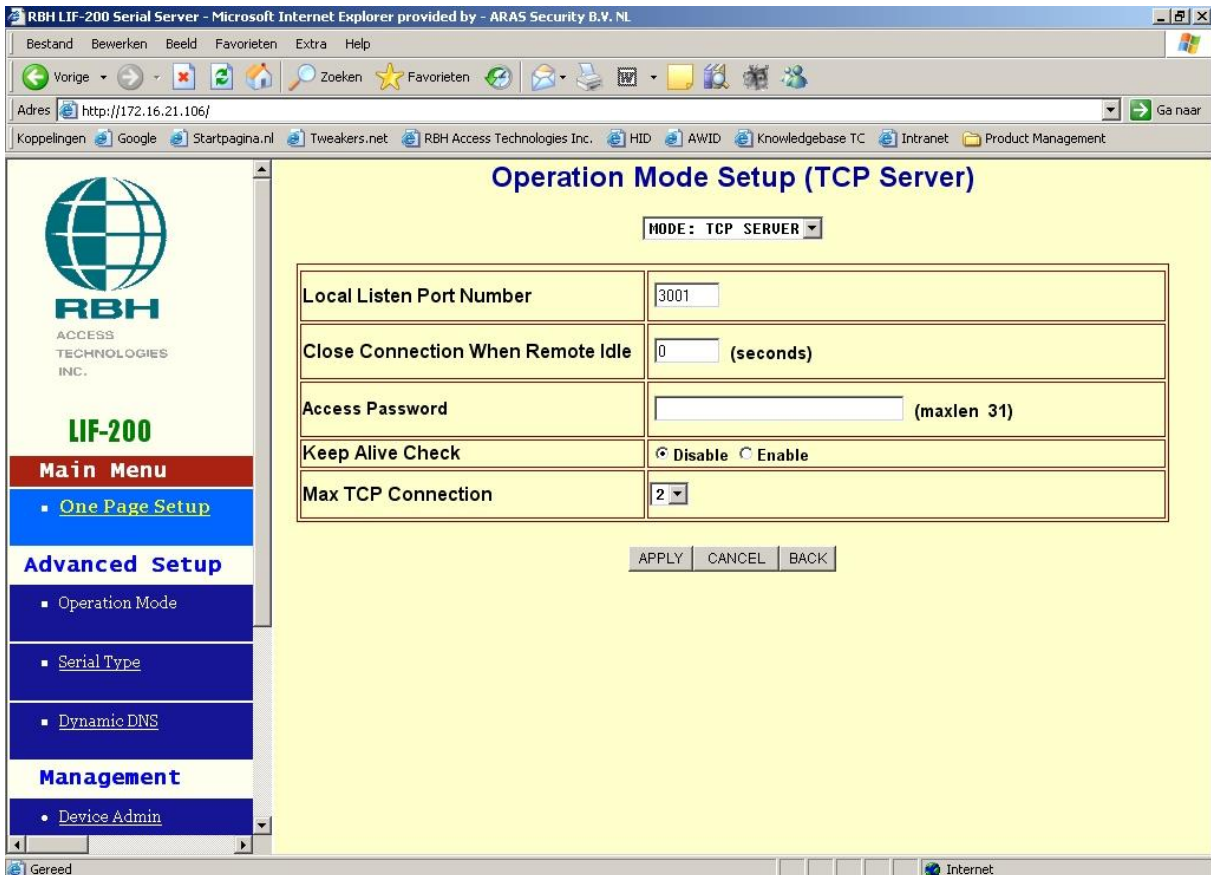 RBH LIF-200 Serial Server - Microsoft Internet Explorer provided by - ARAS Security B.V. NL
Bestand Bewerken Beeld Favorieten Extra Help
Vorige Zoeken Favorieten
Adres http://172.16.21.106/ Ga naar
Koppelingen Google Startpagina.nl Tweakers.net RBH Access Technologies Inc. HID AWID Knowledgebase TC Intranet Product Management
RBH
ACCESS
TECHNOLOGIES
INC.
LIF-200
Main Menu
One Page Setup
Advanced Setup
Operation Mode
Serial Type
Dynamic DNS
Management
Device Admin
Operation Mode Setup (TCP Server)
MODE: TCP SERVER
Local Listen Port Number 3001
Close Connection When Remote Idle 0 (seconds)
Access Password (maxlen 31)
Keep Alive Check Disable Enable
Max TCP Connection 2
APPLY CANCEL BACK
Gereed Internet